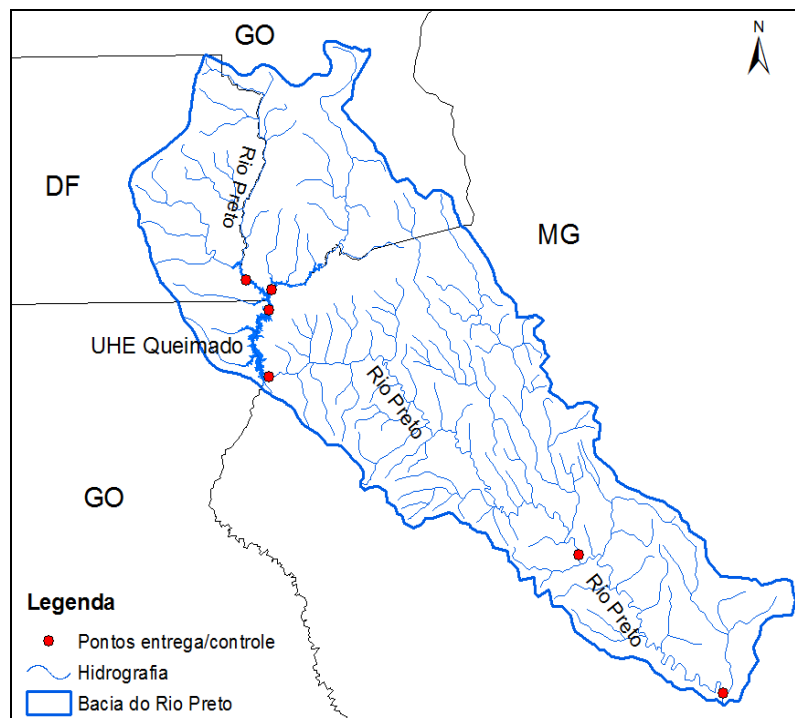 GO
N
DF
Rio Preto
MG
UHE Queimado
Rio Preto
GO
Rio Preto
Legenda
Pontos entrega/controle
Hidrografia
Bacia do Rio Preto